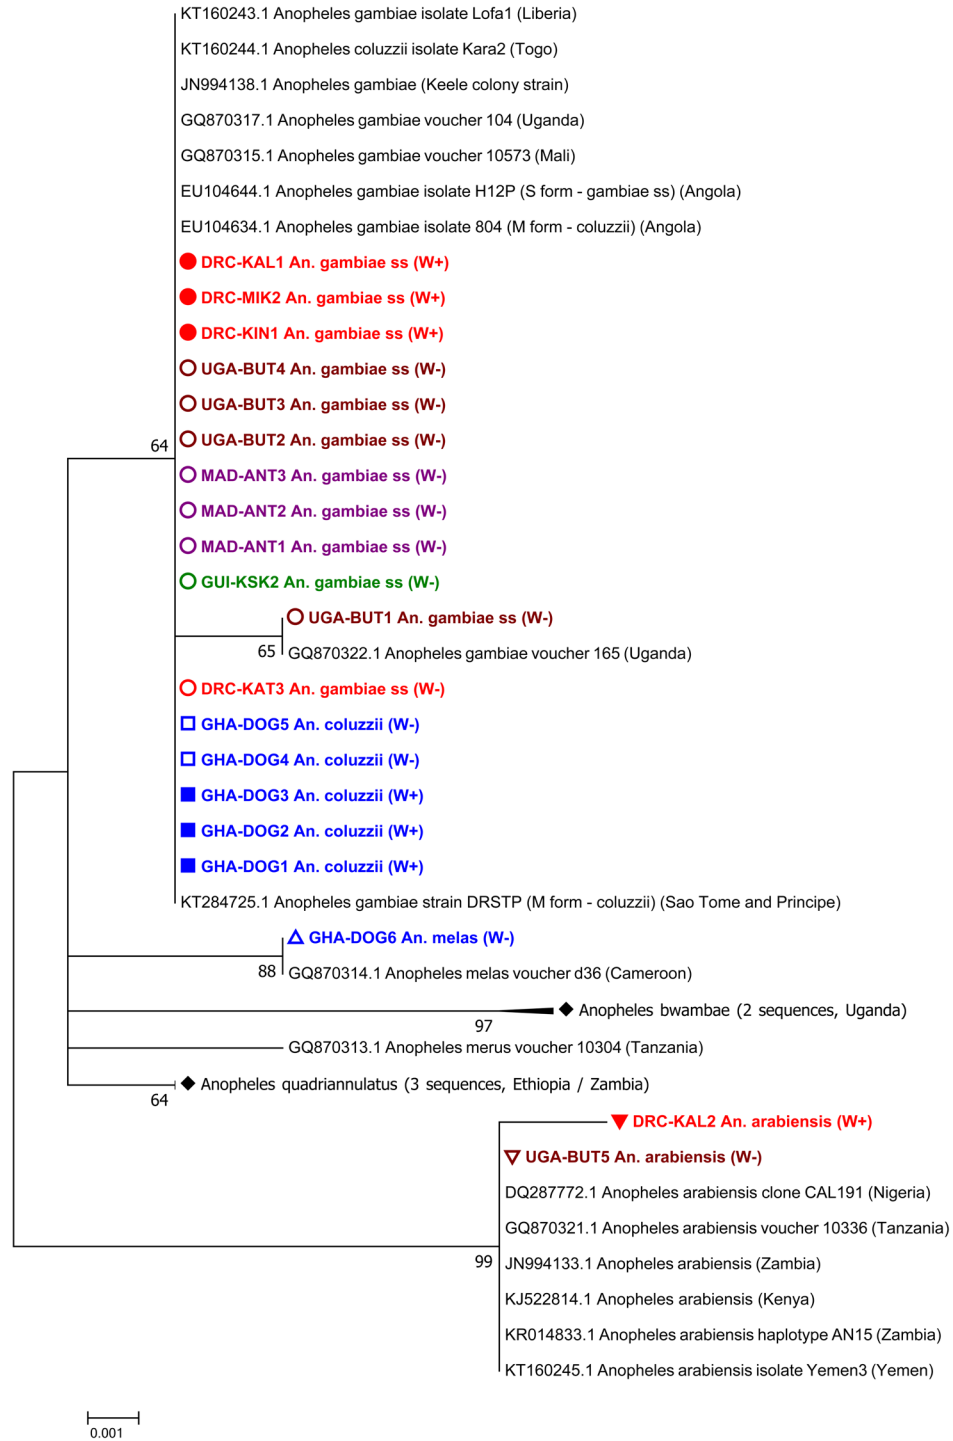 KT160243.1 Anopheles gambiae isolate Lofa1 (Liberia)
KT160244.1 Anopheles coluzzii isolate Kara2 (Togo)
JN994138.1 Anopheles gambiae (Keele colony strain)
GQ870317.1 Anopheles gambiae voucher 104 (Uganda)
GQ870315.1 Anopheles gambiae voucher 10573 (Mali)
EU104644.1 Anopheles gambiae isolate H12P (S form - gambiae ss) (Angola)
EU104634.1 Anopheles gambiae isolate 804 (M form - coluzzii) (Angola)
DRC-KAL1 An. gambiae ss (W+)
DRC-MIK2 An. gambiae ss (W+)
DRC-KIN1 An. gambiae ss (W+)
UGA-BUT4 An. gambiae ss (W-)
UGA-BUT3 An. gambiae ss (W-)
UGA-BUT2 An. gambiae ss (W-)
64
MAD-ANT3 An. gambiae ss (W-)
MAD-ANT2 An. gambiae ss (W-)
MAD-ANT1 An. gambiae ss (W-)
GUI-KSK2 An. gambiae ss (W-)
UGA-BUT1 An. gambiae ss (W-)
65
GQ870322.1 Anopheles gambiae voucher 165 (Uganda)
DRC-KAT3 An. gambiae ss (W-)
GHA-DOG5 An. coluzzii (W-)
GHA-DOG4 An. coluzzii (W-)
GHA-DOG3 An. coluzzii (W+)
GHA-DOG2 An. coluzzii (W+)
GHA-DOG1 An. coluzzii (W+)
KT284725.1 Anopheles gambiae strain DRSTP (M form - coluzzii) (Sao Tome and Principe)
GHA-DOG6 An. melas (W-)
88
GQ870314.1 Anopheles melas voucher d36 (Cameroon)
Anopheles bwambae (2 sequences, Uganda)
97
GQ870313.1 Anopheles merus voucher 10304 (Tanzania)
Anopheles quadriannulatus (3 sequences, Ethiopia / Zambia)
64
DRC-KAL2 An. arabiensis (W+)
UGA-BUT5 An. arabiensis (W-)
DQ287772.1 Anopheles arabiensis clone CAL191 (Nigeria)
GQ870321.1 Anopheles arabiensis voucher 10336 (Tanzania)
99
JN994133.1 Anopheles arabiensis (Zambia)
KJ522814.1 Anopheles arabiensis (Kenya)
KR014833.1 Anopheles arabiensis haplotype AN15 (Zambia)
KT160245.1 Anopheles arabiensis isolate Yemen3 (Yemen)
0.001